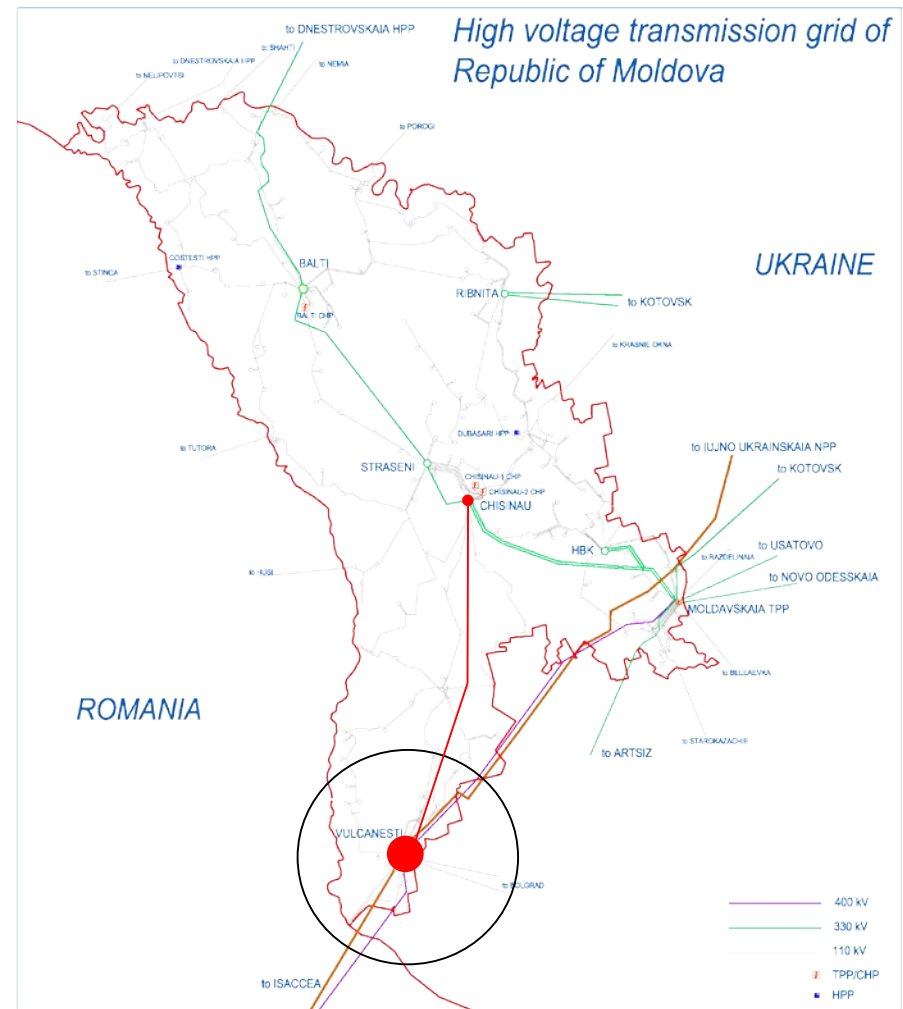 High voltage transmission grid of
Republic of Moldova
to DNESTROVSKAIA HPP
to SHAHTI
to DNESTROVSKAIA HPP
to NEMIA
to NELIPOVTSI
to POROGI
UKRAINE
COSTESTI HPP
BALTI
to STINCA
RIBNITA
to KOTOVSK
BALTI CHP
to KRASNIE OKNA
DUBASARI HPP
to TUTORA
to IUJNO UKRAINSKAIA NPP
STRASENI
to KOTOVSK
CHISINAU-1 CHP
CHISINAU-2 CHP
CHISINAU
HBK
to USATOVO
to RAZDELINAIA
to HUSI
to NOVO ODESSKAIA
MOLDAVSKAIA TPP
to BELEAEVKA
ROMANIA
to STAROKAZACHIE
to ARTSIZ
VULCANESTI
to BOLGRAD
400 kV
330 kV
110 kV
to ISACCEA
TPP/CHP
HPP